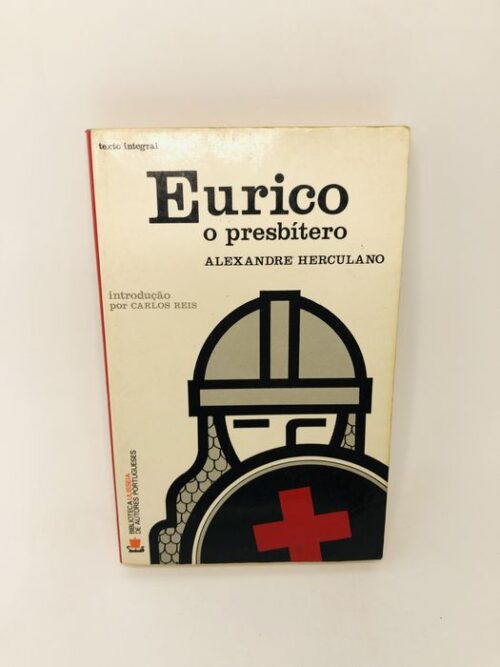 texto integral
Eurico
o presbítero
ALEXANDRE HERCULANO
introdução
por CARLOS REIS
BIBLIOTECA ULISSEIA
DE AUTORES PORTUGUESES